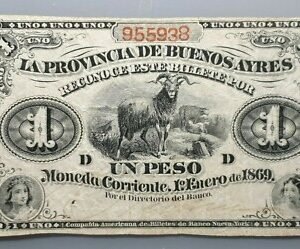 955938
UNO UNO UNO UNO
LA PROVINCIA DE BUENOS AYRES
RECONOCE ESTE BILLETE POR
1 1
D D
UN PESO
Moneda Corriente, 1º Enero de 1869.
Por el Directorio del Banco.
UNO Compañia Americana de Billetes de Banco Nueva York UNO